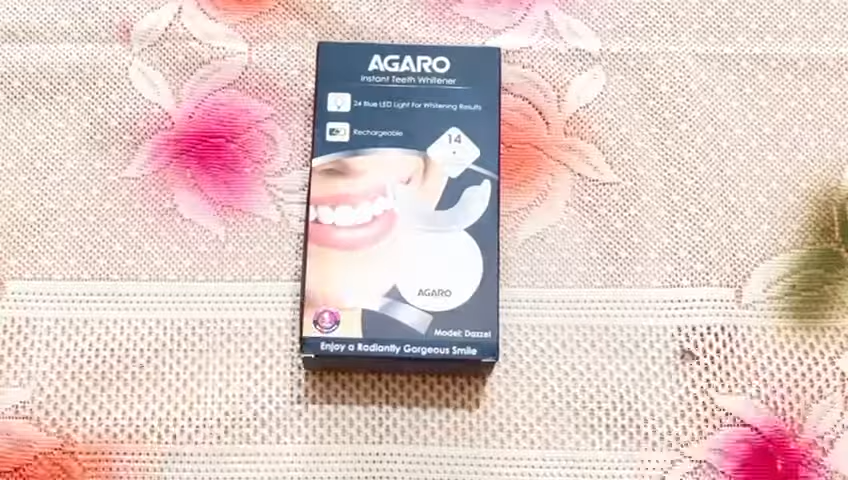 AGARO
Instant Teeth Whitener
24 Blue LED Light For Whitening Results
Rechargeable
14
AGARO
Model: Dazzel
Enjoy a Radiantly Gorgeous Smile